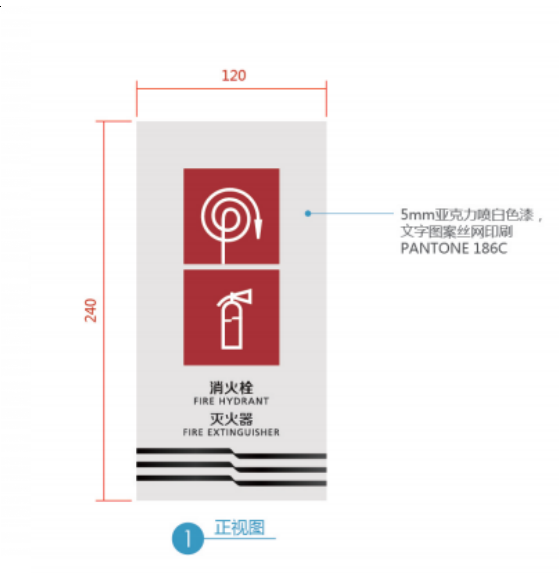 120
240
5mm亚克力喷白色漆，
文字图案丝网印刷
PANTONE 186C
消火栓
FIRE HYDRANT
灭火器
FIRE EXTINGUISHER
1 正视图